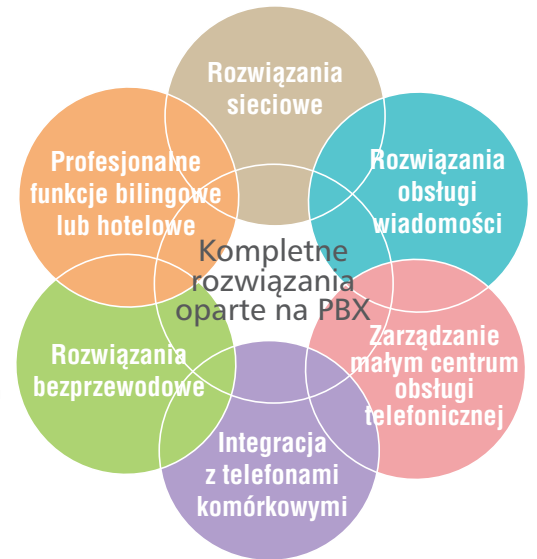 Rozwiązania
sieciowe
Profesjonalne
funkcje bilingowe
lub hotelowe
Rozwiązania
obsługi
wiadomości
Kompletne
rozwiązania
oparte na PBX
Rozwiązania
bezprzewodowe
Zarządzanie
małym centrum
obsługi
telefonicznej
Integracja
z telefonami
komórkowymi